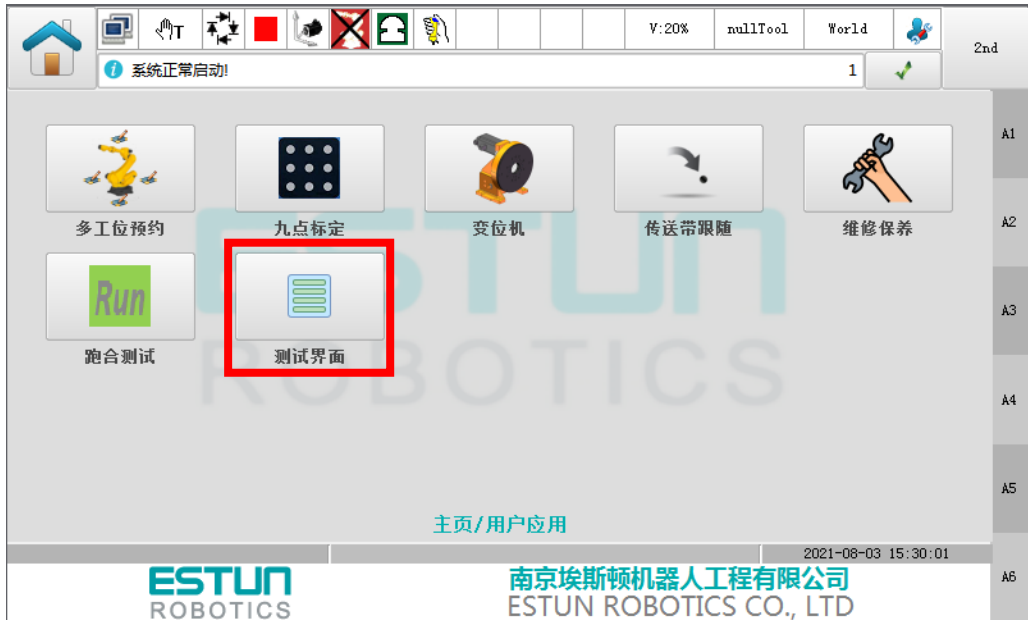 T
V:20%
nullTool
World
2nd
系统正常启动!
1
A1
多工位预约
九点标定
变位机
传送带跟随
维修保养
A2
Run
A3
跑合测试
测试界面
ESTUN
ROBOTICS
A4
A5
主页/用户应用
2021-08-03 15:30:01
ESTUN
ROBOTICS
南京埃斯顿机器人工程有限公司
ESTUN ROBOTICS CO., LTD
A6